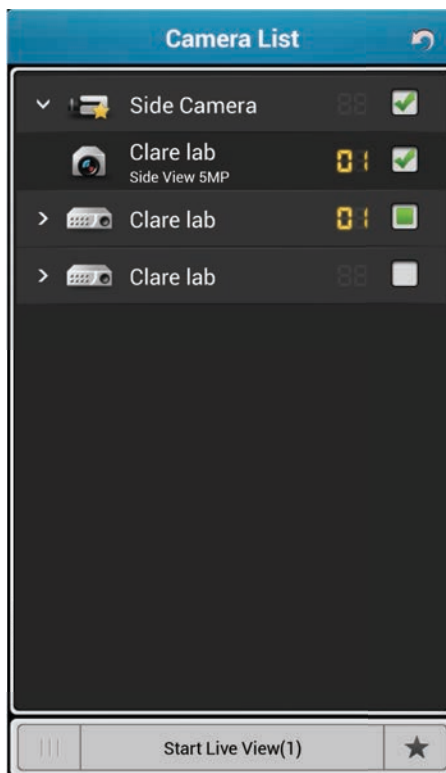 Camera List
Side Camera
Clare lab 01
Side View 5MP
Clare lab 01
Clare lab
Start Live View(1)